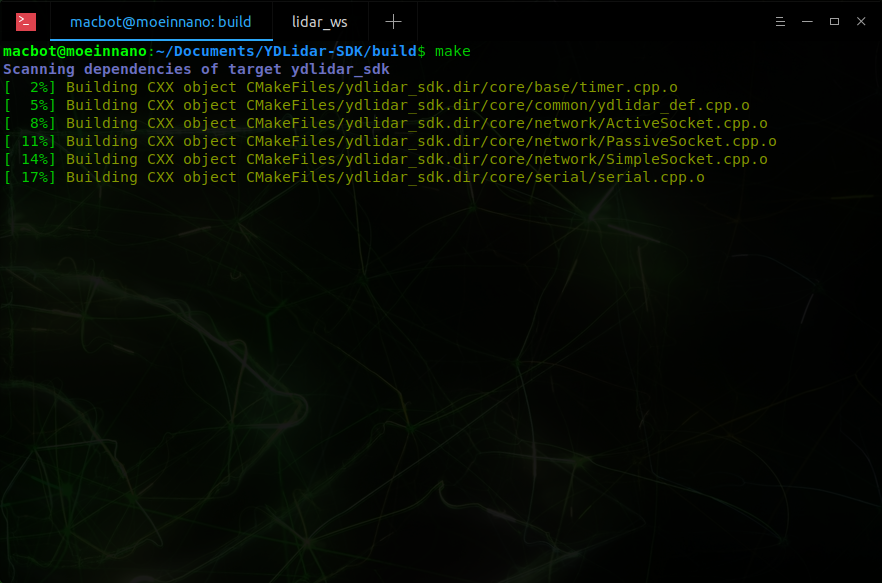 macbot@moeinnano: build
lidar_ws
macbot@moeinnano:~/Documents/YDLidar-SDK/build$ make
Scanning dependencies of target ydlidar_sdk
[  2%] Building CXX object CMakeFiles/ydlidar_sdk.dir/core/base/timer.cpp.o
[  5%] Building CXX object CMakeFiles/ydlidar_sdk.dir/core/common/ydlidar_def.cpp.o
[  8%] Building CXX object CMakeFiles/ydlidar_sdk.dir/core/network/ActiveSocket.cpp.o
[ 11%] Building CXX object CMakeFiles/ydlidar_sdk.dir/core/network/PassiveSocket.cpp.o
[ 14%] Building CXX object CMakeFiles/ydlidar_sdk.dir/core/network/SimpleSocket.cpp.o
[ 17%] Building CXX object CMakeFiles/ydlidar_sdk.dir/core/serial/serial.cpp.o